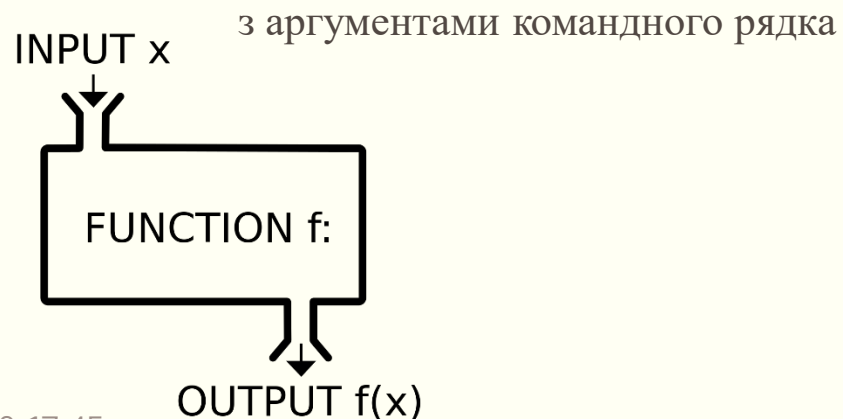 з аргументами командного рядка
INPUT x
FUNCTION f:
OUTPUT f(x)